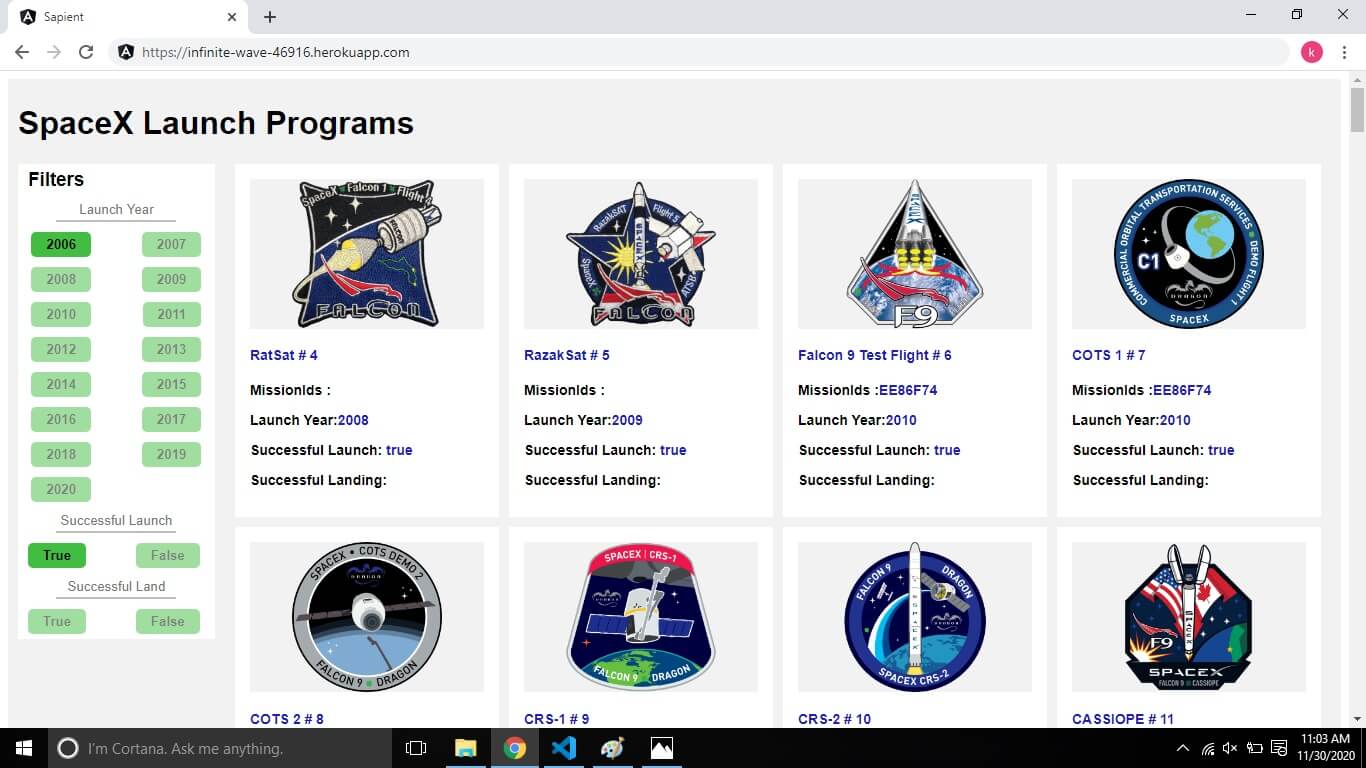 Sapient
https://infinite-wave-46916.herokuapp.com
k
SpaceX Launch Programs
Filters
Launch Year
2006 2007
2008 2009
2010 2011
2012 2013
2014 2015
2016 2017
2018 2019
2020
Successful Launch
True False
Successful Land
True False
SpaceX Falcon 1 Flight 4
FALCON
FALCON
RatSat # 4
MissionIds :
Launch Year:2008
Successful Launch: true
Successful Landing:
RazakSAT Flight 5
SPACEX
SpaceX ATSB
FALCON
RazakSat # 5
MissionIds :
Launch Year:2009
Successful Launch: true
Successful Landing:
F9
Falcon 9 Test Flight # 6
MissionIds :EE86F74
Launch Year:2010
Successful Launch: true
Successful Landing:
COMMERCIAL ORBITAL TRANSPORTATION SERVICES DEMO FLIGHT 1
C1
DRAGON
SPACEX
COTS 1 # 7
MissionIds :EE86F74
Launch Year:2010
Successful Launch: true
Successful Landing:
SPACEX • COTS DEMO 2
DRAGON
FALCON 9 DRAGON
COTS 2 # 8
SPACEX | CRS-1
DRAGON
FALCON 9 DRAGON
CRS-1 # 9
FALCON 9 DRAGON
DRAGON
SPACEX CRS-2
CRS-2 # 10
F9
SPACEX
FALCON 9 CASSIOPE
CASSIOPE # 11
I'm Cortana. Ask me anything.
11:03 AM
11/30/2020